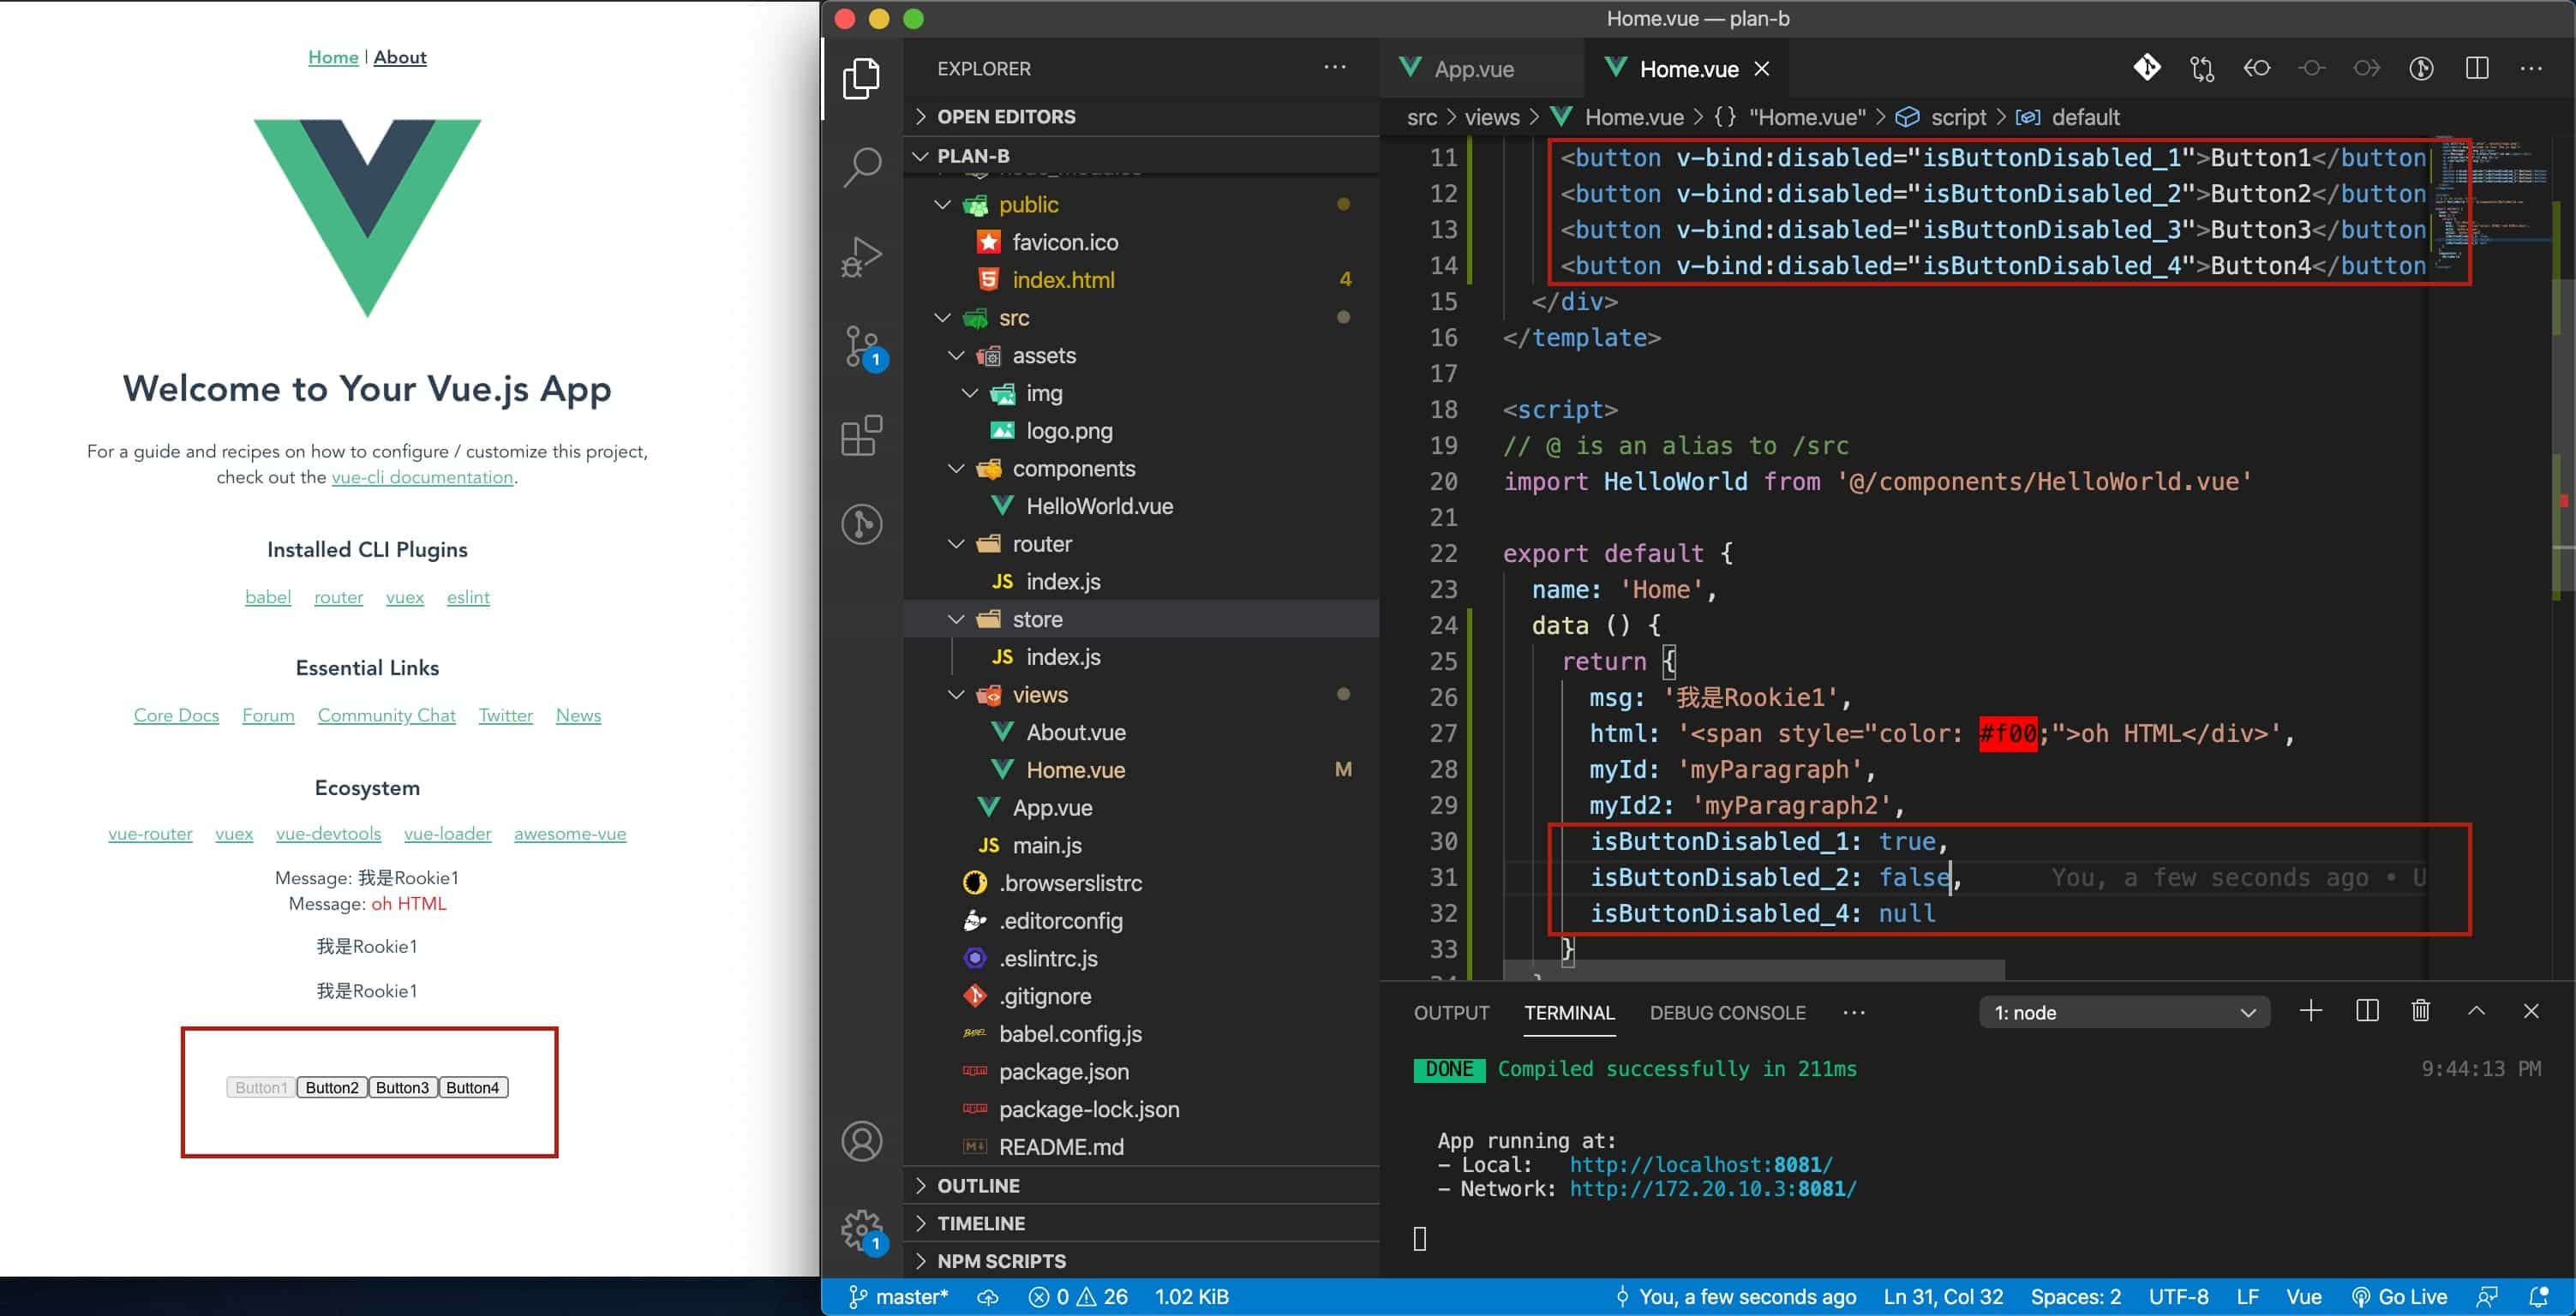 Home | About
Welcome to Your Vue.js App
For a guide and recipes on how to configure / customize this project,
check out the vue-cli documentation.
Installed CLI Plugins
babel router vuex eslint
Essential Links
Core Docs Forum Community Chat Twitter News
Ecosystem
vue-router vuex vue-devtools vue-loader awesome-vue
Message: 我是Rookie1
Message: oh HTML
我是Rookie1
我是Rookie1
Button1 Button2 Button3 Button4
Home.vue — plan-b
EXPLORER
OPEN EDITORS
PLAN-B
public
favicon.ico
index.html 4
src
assets
img
logo.png
components
HelloWorld.vue
router
JS index.js
store
JS index.js
views
About.vue
Home.vue M
App.vue
JS main.js
.browserslistrc
.editorconfig
.eslintrc.js
.gitignore
babel.config.js
package.json
package-lock.json
README.md
OUTLINE
TIMELINE
NPM SCRIPTS
1
1
App.vue Home.vue
src > views > Home.vue > {} "Home.vue" > script > default
11 <button v-bind:disabled="isButtonDisabled_1">Button1</button
12 <button v-bind:disabled="isButtonDisabled_2">Button2</button
13 <button v-bind:disabled="isButtonDisabled_3">Button3</button
14 <button v-bind:disabled="isButtonDisabled_4">Button4</button
15 </div>
16 </template>
17
18 <script>
19 // @ is an alias to /src
20 import HelloWorld from '@/components/HelloWorld.vue'
21
22 export default {
23 name: 'Home',
24 data () {
25 return {
26 msg: '我是Rookie1',
27 html: '<span style="color: #f00;">oh HTML</div>',
28 myId: 'myParagraph',
29 myId2: 'myParagraph2',
30 isButtonDisabled_1: true,
31 isButtonDisabled_2: false, You, a few seconds ago • U
32 isButtonDisabled_4: null
33 }
OUTPUT TERMINAL DEBUG CONSOLE ··· 1: node
DONE Compiled successfully in 211ms 9:44:13 PM
App running at:
- Local: http://localhost:8081/
- Network: http://172.20.10.3:8081/
master* 0 26 1.02 KiB You, a few seconds ago Ln 31, Col 32 Spaces: 2 UTF-8 LF Vue Go Live